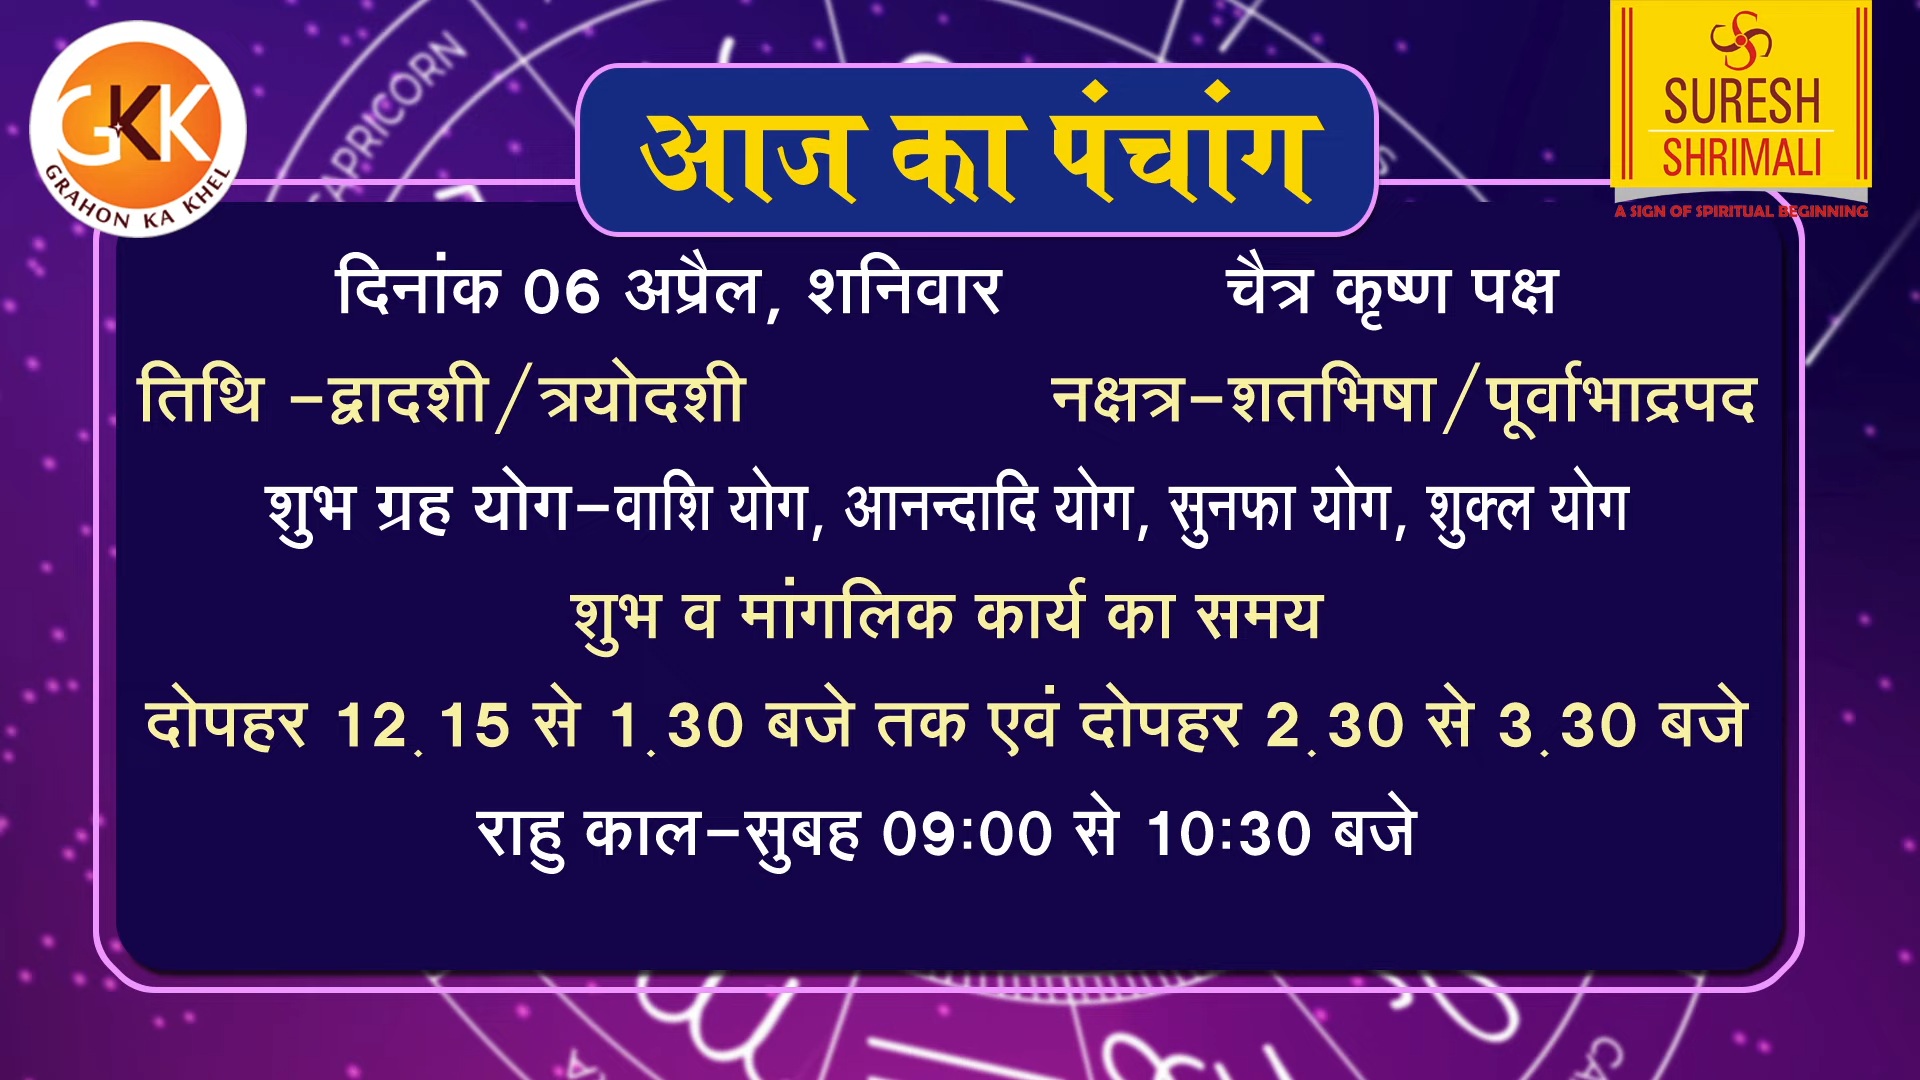 CAPRICORN
GKK
GRAHON KA KHEL
आज का पंचांग
SURESH
SHRIMALI
A SIGN OF SPIRITUAL BEGINNING
दिनांक 06 अप्रैल, शनिवार चैत्र कृष्ण पक्ष
तिथि -द्वादशी/त्रयोदशी नक्षत्र-शतभिषा/पूर्वाभाद्रपद
शुभ ग्रह योग-वाशि योग, आनन्दादि योग, सुनफा योग, शुक्ल योग
शुभ व मांगलिक कार्य का समय
दोपहर 12.15 से 1.30 बजे तक एवं दोपहर 2.30 से 3.30 बजे
राहु काल-सुबह 09:00 से 10:30 बजे